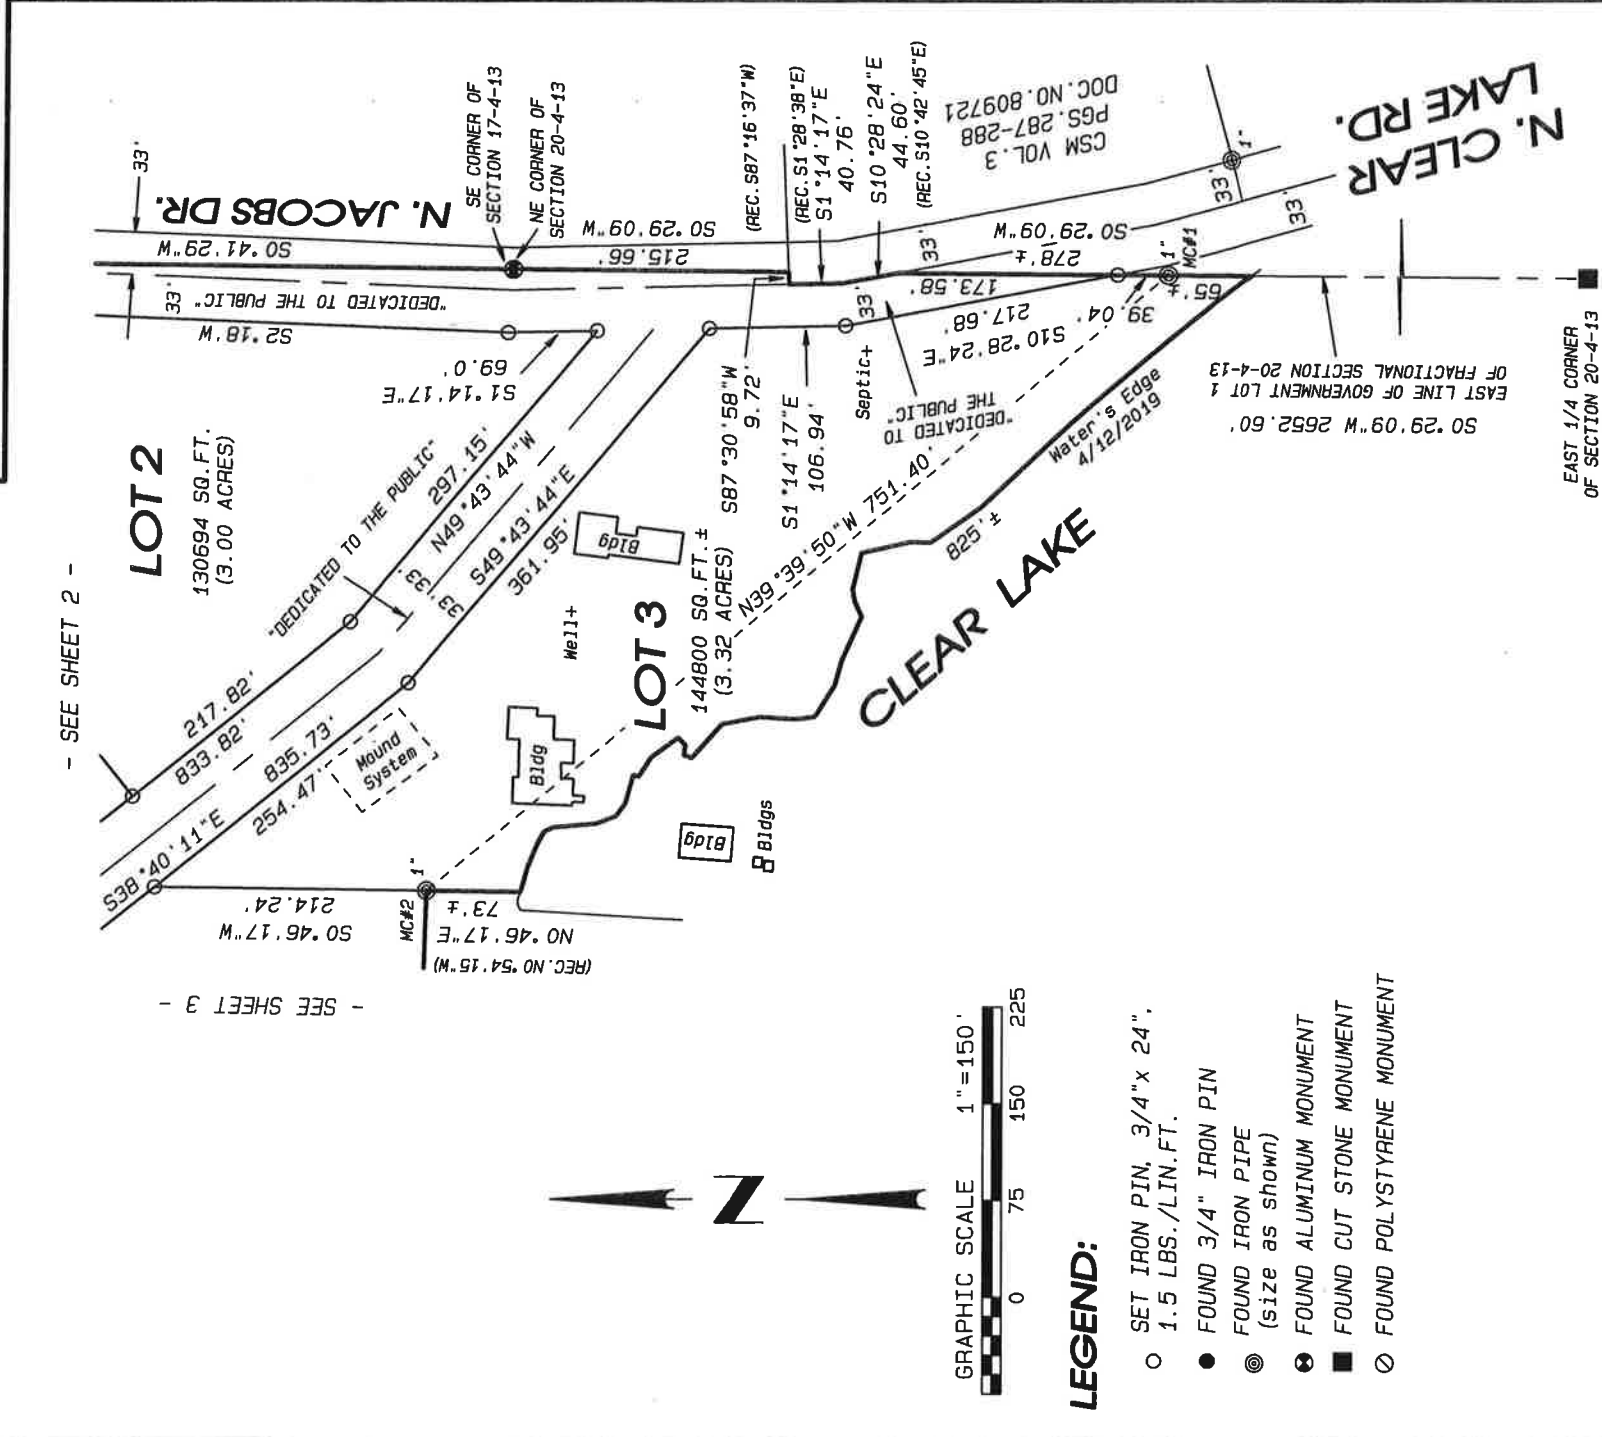 - SEE SHEET 2 -
LOT 2
130694 SQ.FT.
(3.00 ACRES)
N. JACOBS DR.
33'
S0°41'29"W
33'
"DEDICATED TO THE PUBLIC"
S2°18'W
69.0'
S1°14'17"E
SE CORNER OF
SECTION 17-4-13
NE CORNER OF
SECTION 20-4-13
S0°29'09"W
215.66'
(REC.S87°16'37"W)
(REC.S1°28'38"E)
S1°14'17"E
40.76'
S10°28'24"E
44.60'
(REC.S10°42'45"E)
CSM VOL.3
PGS.287-288
DOC.NO.809721
N. CLEAR
LAKE RD.
1"
33'
33'
33'
S0°29'09"W
278'±
1"
MC#1
173.58'
65'±
39.04'
33'
217.68'
S10°28'24"E
"DEDICATED TO
THE PUBLIC"
Septic+
S87°30'58"W
9.72'
S1°14'17"E
106.94'
"DEDICATED TO THE PUBLIC"
297.15'
N49°43'44"W
S49°43'44"E
361.95'
33'
33'
217.82'
833.82'
835.73'
254.47'
S38°40'11"E
Mound
System
Well+
Bldg
Bldg
LOT 3
144800 SQ.FT.±
(3.32 ACRES)
N39°39'50"W 751.40'
Water's Edge
4/12/2019
825'±
CLEAR LAKE
Bldg
Bldgs
S0°46'17"W
214.24'
MC#2
1"
73'±
N0°46'17"E
(REC.N0°54'15"W)
- SEE SHEET 3 -
EAST LINE OF GOVERNMENT LOT 1
OF FRACTIONAL SECTION 20-4-13
S0°29'09"W 2652.60'
EAST 1/4 CORNER
OF SECTION 20-4-13
N
GRAPHIC SCALE 1"=150'
0 75 150 225
LEGEND:
SET IRON PIN, 3/4"x 24",
1.5 LBS./LIN.FT.
FOUND 3/4" IRON PIN
FOUND IRON PIPE
(size as shown)
FOUND ALUMINUM MONUMENT
FOUND CUT STONE MONUMENT
FOUND POLYSTYRENE MONUMENT